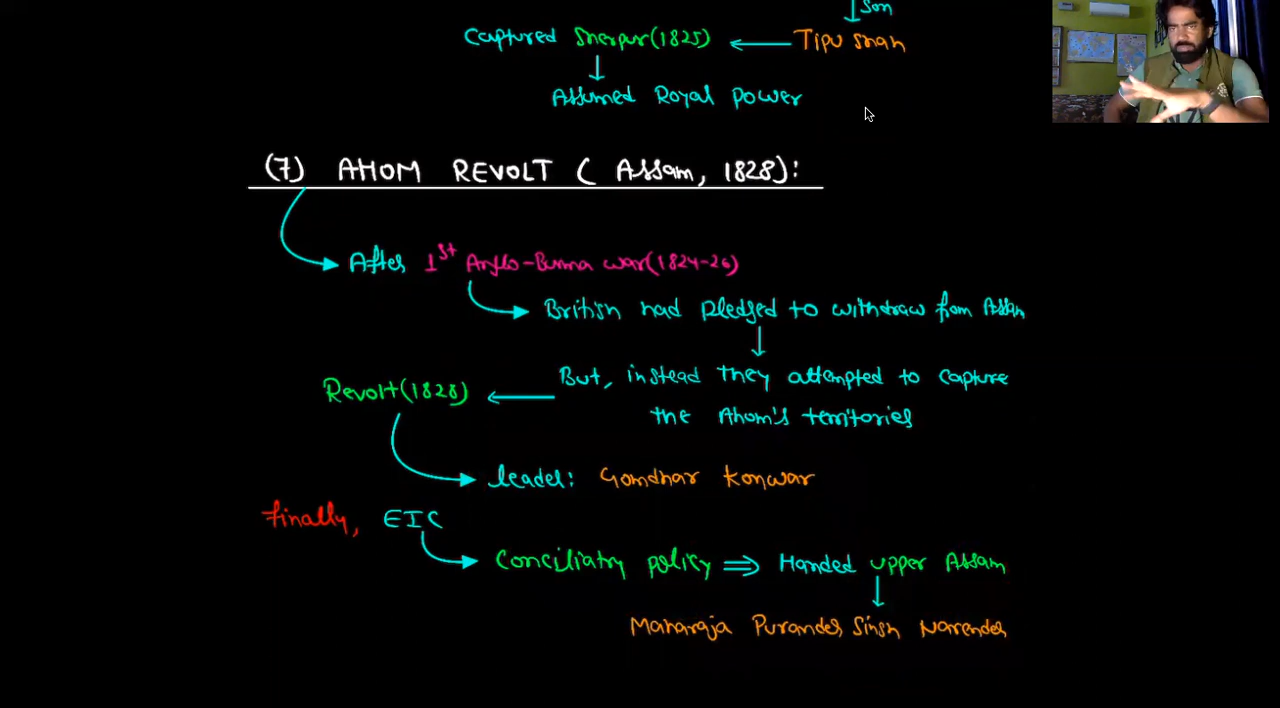 Son
Captured Sherpur (1825) Tipu Shah
Assumed Royal Power
(7) AHOM REVOLT ( Assam, 1828):
After 1st Anglo-Burma war (1824-26)
British had pledged to withdraw from Assam
But, instead they attempted to capture
Revolt (1828)
the Ahom's territories
leader: Gomdhar Konwar
finally, EIC
Conciliatry policy ⇒ Handed upper Assam
Maharaja Purander Singh Narender